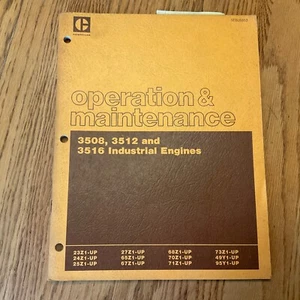 operation &
maintenance
3508, 3512 and
3516 Industrial Engines
23Z1-UP 27Z1-UP 68Z1-UP 73Z1-UP
24Z1-UP 65Z1-UP 70Z1-UP 49Y1-UP
25Z1-UP 67Z1-UP 71Z1-UP 95Y1-UP